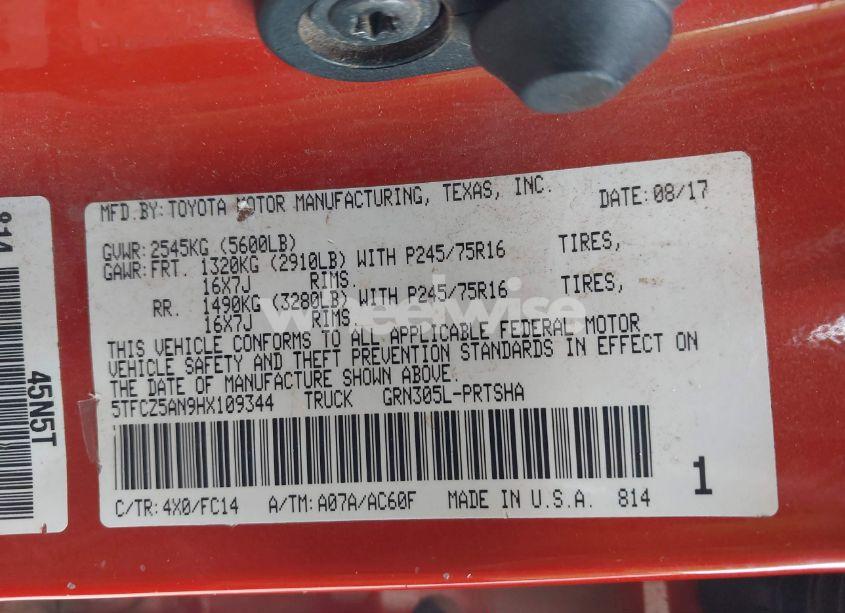 MFD.BY:TOYOTA MOTOR MANUFACTURING, TEXAS, INC. DATE:08/17
GVWR:2545KG (5600LB)
GAWR:FRT. 1320KG (2910LB) WITH P245/75R16 TIRES,
16X7J RIMS.
RR. 1490KG (3280LB) WITH P245/75R16 TIRES,
16X7J RIMS.
THIS VEHICLE CONFORMS TO ALL APPLICABLE FEDERAL MOTOR
VEHICLE SAFETY AND THEFT PREVENTION STANDARDS IN EFFECT ON
THE DATE OF MANUFACTURE SHOWN ABOVE.
5TFCZ5AN9HX109344 TRUCK GRN305L-PRTSHA
C/TR:4X0/FC14 A/TM:A07A/AC60F MADE IN U.S.A. 814 1
814
45N5T
wheelwise